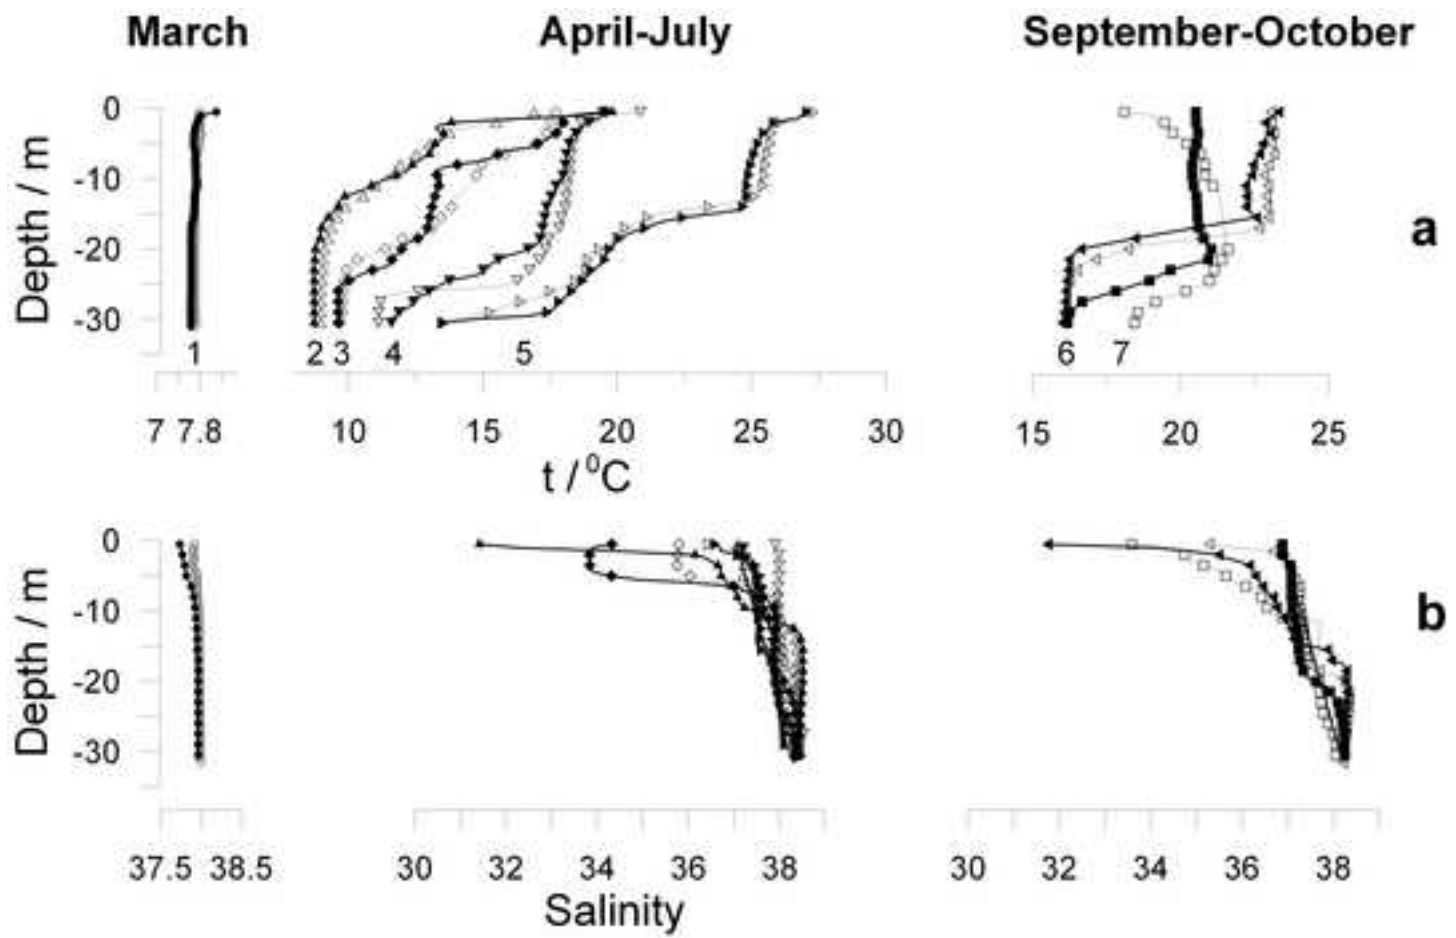 March April-July September-October
0
-10
-20
-30
Depth / m
1 2 3 4 5 6 7
a
7 7.8 10 15 20 25 30 15 20 25
t / ⁰C
0
-10
-20
-30
Depth / m
b
37.5 38.5 30 32 34 36 38 30 32 34 36 38
Salinity